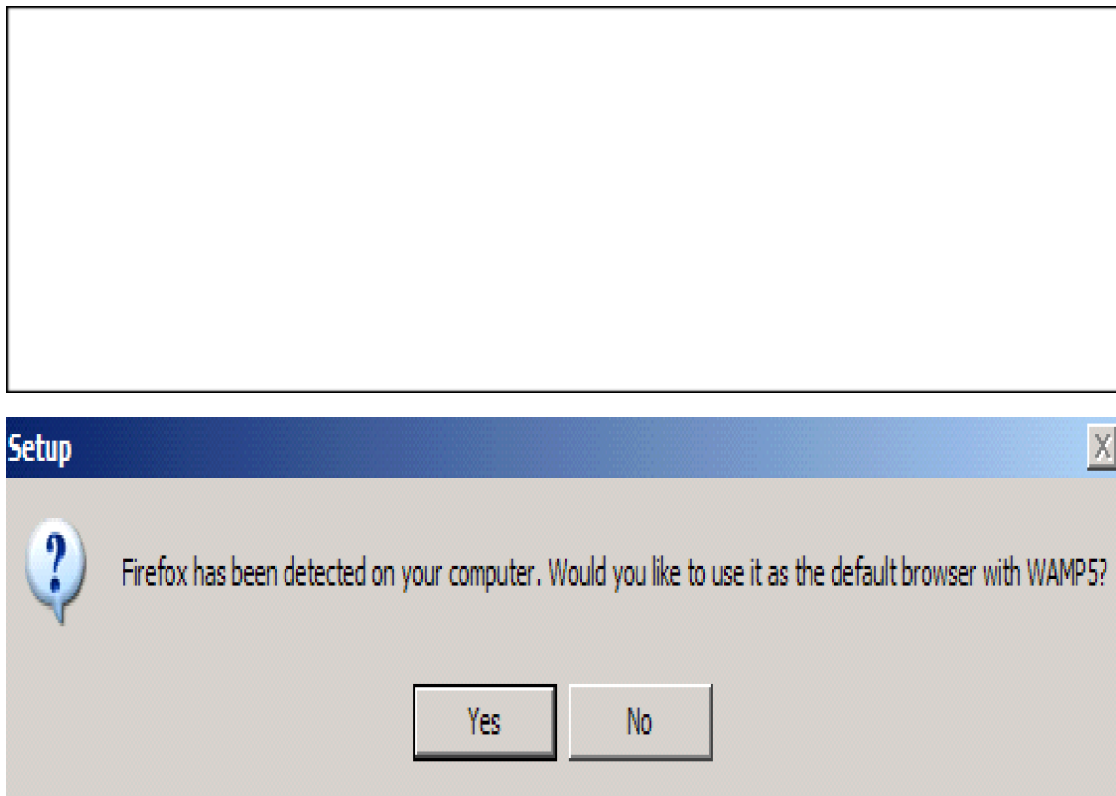 Setup
Firefox has been detected on your computer. Would you like to use it as the default browser with WAMP5?
Yes
No